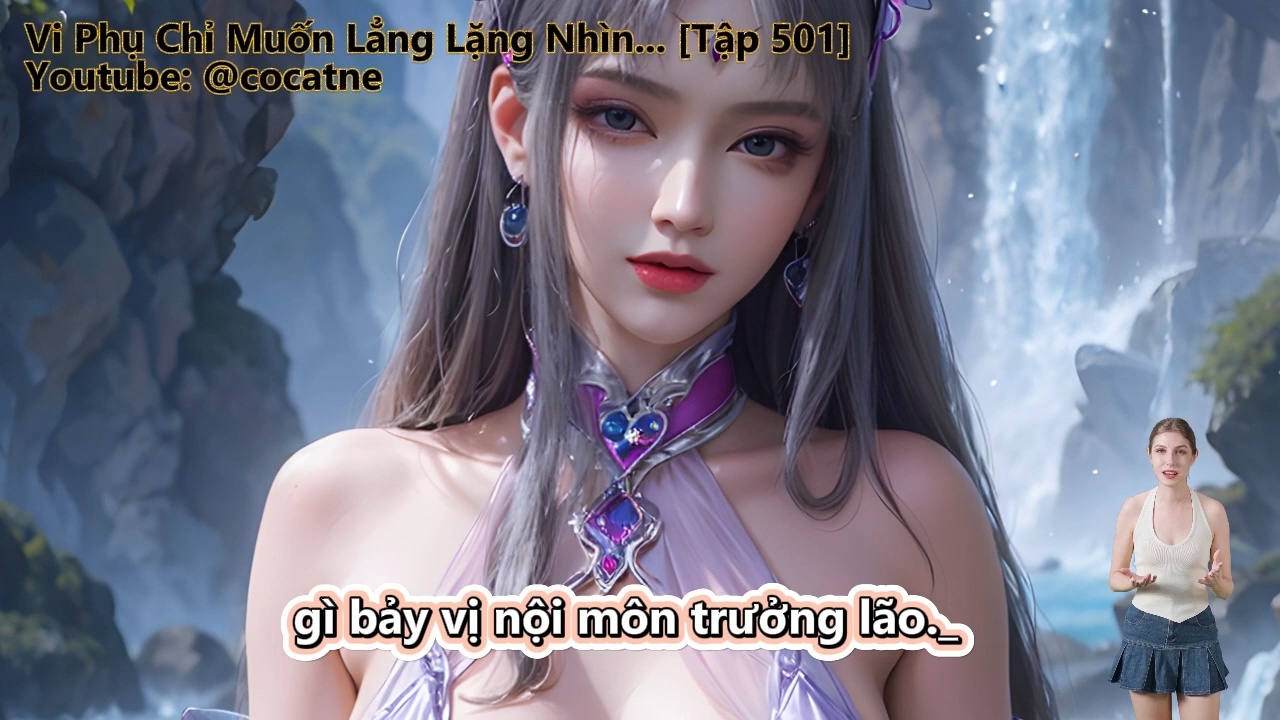 Vi Phụ Chỉ Muốn Lẳng Lặng Nhìn... [Tập 501]
Youtube: @cocatne
gì bảy vị nội môn trưởng lão._